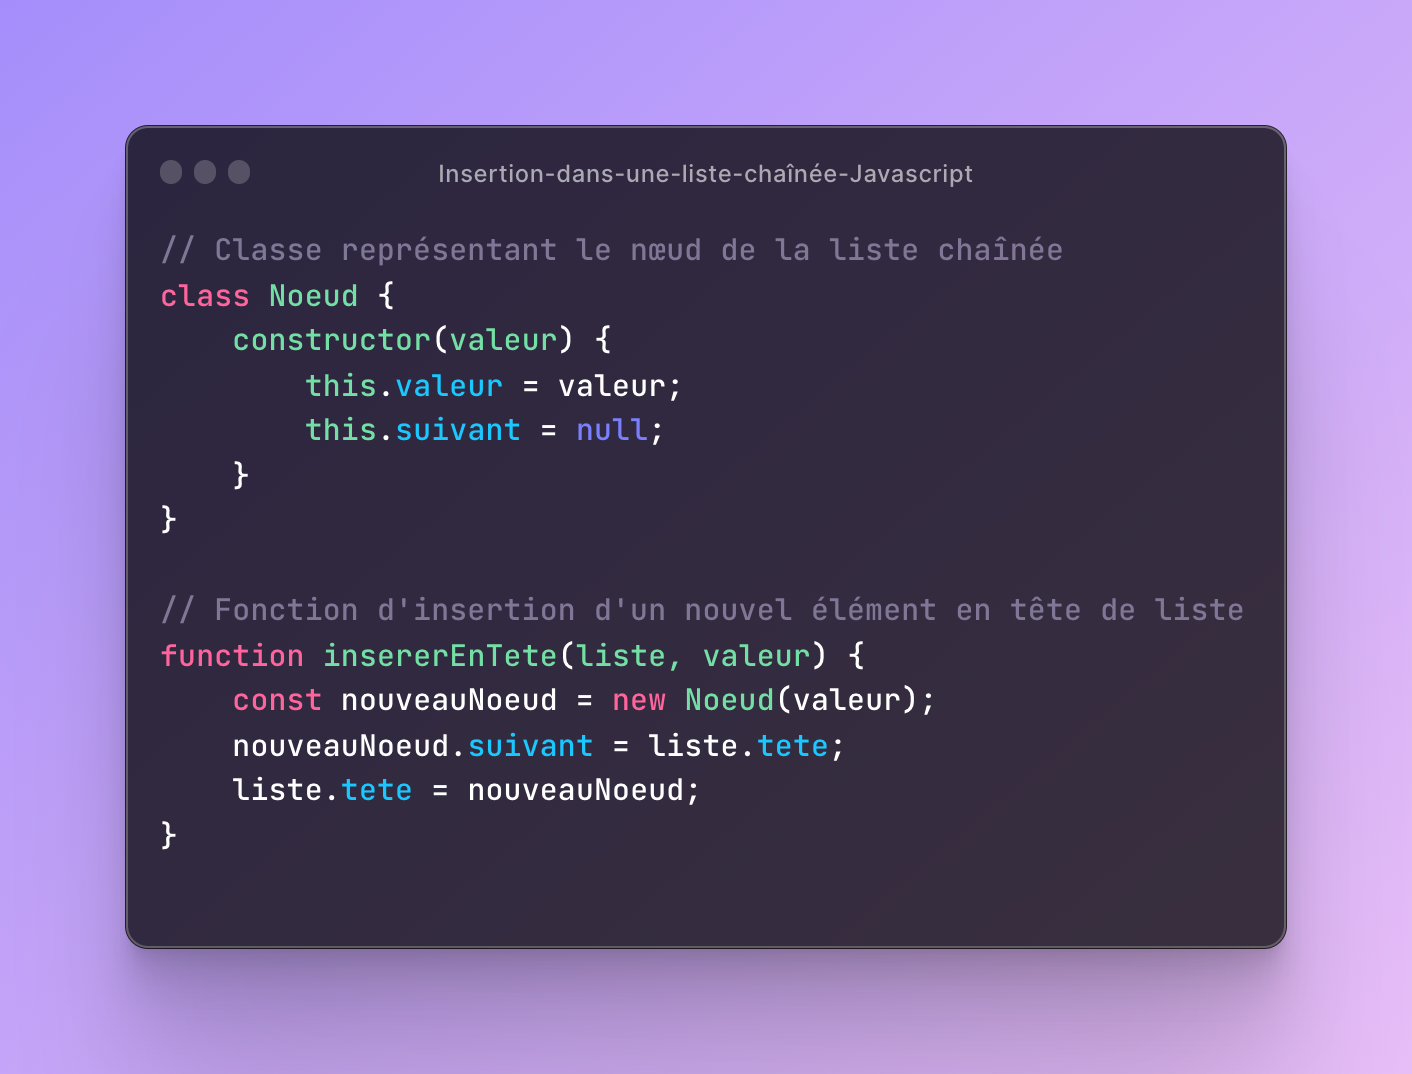 Insertion-dans-une-liste-chaînée-Javascript
// Classe représentant le nœud de la liste chaînée
class Noeud {
    constructor(valeur) {
        this.valeur = valeur;
        this.suivant = null;
    }
}

// Fonction d'insertion d'un nouvel élément en tête de liste
function insererEnTete(liste, valeur) {
    const nouveauNoeud = new Noeud(valeur);
    nouveauNoeud.suivant = liste.tete;
    liste.tete = nouveauNoeud;
}